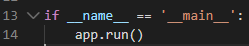 13 if __name__ == '__main__':
14     app.run()